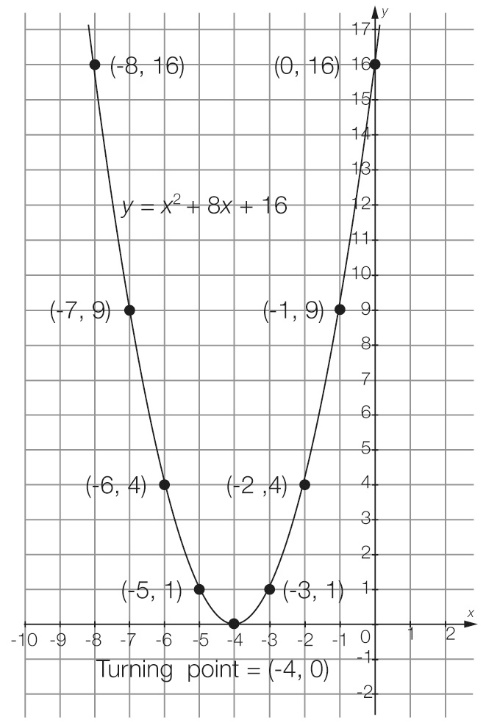 y
17
(-8, 16) (0, 16) 16
15
14
13
y = x² + 8x + 16 12
11
10
(-7, 9) (-1, 9) 9
8
7
6
5
(-6, 4) (-2 ,4) 4
3
2
(-5, 1) (-3, 1) 1
x
-10 -9 -8 -7 -6 -5 -4 -3 -2 -1 0 1 2
Turning point = (-4, 0) -1
-2